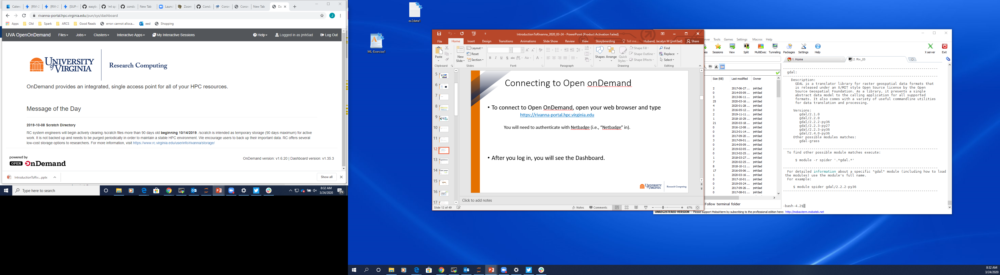 Calend
[RIV-2
[RIV-2
[SUP-4
easybu
'ml spi
conda
New Tab
Launc
Zoom
Conda
Coron
Coron
New Tab
Da
rivanna-portal.hpc.virginia.edu/pun/sys/dashboard
Apps
Old
Spark
ARCS
Good Reads
error: cannot alloca...
eed
Shopping
UVA OpenOnDemand
Files
Jobs
Clusters
Interactive Apps
My Interactive Sessions
Help
Logged in as jmh5ad
Log Out
UNIVERSITY of VIRGINIA
Research Computing
OnDemand provides an integrated, single access point for all of your HPC resources.
Message of the Day
2019-10-08 Scratch Directory
RC system engineers will begin actively clearing /scratch files more than 90 days old beginning 10/14/2019. /scratch is intended as temporary storage (90 days maximum) for active
work. It is not backed up and needs to be purged periodically in order to maintain a stable HPC environment. We encourage users to back up their important data. RC offers several
low-cost storage options to researchers. For more information, visit https://www.rc.virginia.edu/userinfo/rivanna/storage/
powered by
OPEN OnDemand
OnDemand version: v1.6.20 | Dashboard version: v1.35.3
IntroductionToRiv....pptx
Show all
Type here to search
8:32 AM
3/24/2020
29
ex2data1
ML-Exercise1
IntroductionToRivanna_2020_03-24 - PowerPoint (Product Activation Failed)
File
Home
Insert
Design
Transitions
Animations
Slide Show
Review
View
Storyboarding
Tell me...
Huband, Jacalyn M (jmh5ad)
Share
Paste
New Slide
Layout
Reset
Section
Shapes
Arrange
Quick Styles
Shape Fill
Shape Outline
Shape Effects
Find
Replace
Select
Clipboard
Slides
Font
Paragraph
Drawing
Editing
5
6
7
8
9
10
11
12
13
14
15
16
17
Connecting to Open onDemand
• To connect to Open OnDemand, open your web browser and type
https://rivanna-portal.hpc.virginia.edu
You will need to authenticate with Netbadge (i.e., “Netbadge” in).
• After you log in, you will see the Dashboard.
UNIVERSITY of VIRGINIA
Research Computing
Click to add notes
Slide 12 of 49
Notes
Comments
67%
erver
Tools
Games
Settings
Macros
Help
es
Sessions
View
Split
MultiExec
Tunneling
Packages
Settings
Help
X server
Exit
1. Home
2. Riv_03
Size (KB)
Last modified
Owner
2 2017-06-27 ... jmh5ad
0 2014-05-09 ... jmh5ad
3 2013-06-11 ... jmh5ad
25 2020-03-16 ... jmh5ad
4 2020-01-28 ... jmh5ad
3 2016-05-12 ... jmh5ad
2 2019-11-11 ... jmh5ad
1 2018-10-29 ... jmh5ad
21 2020-03-18 ... jmh5ad
0 2016-12-08 ... jmh5ad
0 2013-01-14 ... jmh5ad
0 2017-09-20 ... jmh5ad
3 2017-09-01 ... jmh5ad
0 2014-05-09 ... jmh5ad
2 2019-02-05 ... jmh5ad
0 2013-02-25 ... jmh5ad
1 2018-03-27 ... jmh5ad
7 2020-02-25 ... jmh5ad
8 2018-10-11 ... jmh5ad
17 2016-05-06 ... jmh5ad
1 2020-03-16 ... jmh5ad
0 2017-10-01 ... jmh5ad
0 2019-05-24 ... jmh5ad
2 2017-09-26 ... jmh5ad
0 2017-08-01 ... jmh5ad
Follow terminal folder
gdal:
Description:
GDAL is a translator library for raster geospatial data formats that
is released under an X/MIT style Open Source license by the Open
Source Geospatial Foundation. As a library, it presents a single
abstract data model to the calling application for all supported
formats. It also comes with a variety of useful commandline utilities
for data translation and processing.
Versions:
gdal/2.1.0
gdal/2.2.0
gdal/2.2.2-py36
gdal/2.2.3-py27
gdal/2.2.3-py36
gdal/2.4.0-py36
Other possible modules matches:
gdal-grass
To find other possible module matches execute:
$ module -r spider '.*gdal.*'
For detailed information about a specific "gdal" module (including how to load
the modules) use the module's full name.
For example:
$ module spider gdal/2.2.2-py36
-bash-4.2$
UNREGISTERED VERSION - Please support MobaXterm by subscribing to the professional edition here: http://mobaxterm.mobatek.net
8:32 AM
3/24/2020